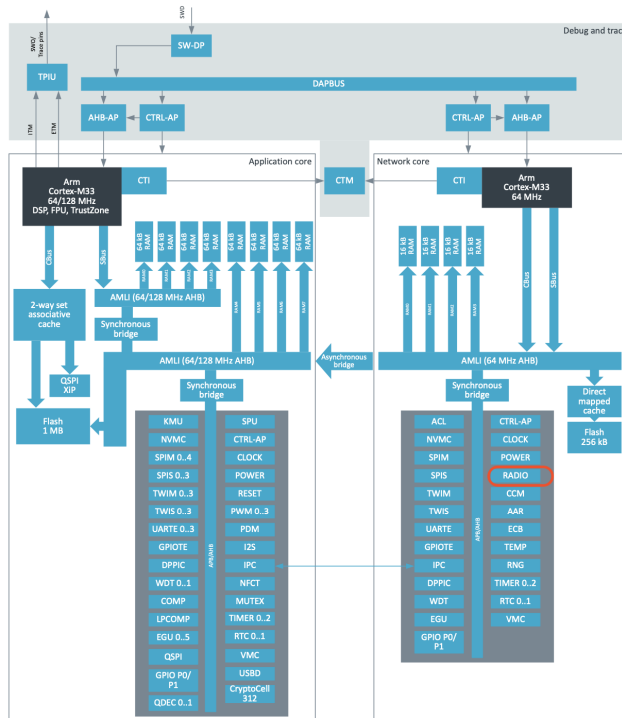 SWD
Debug and trac
SWO/
Trace pins
SW-DP
TPIU
DAPBUS
AHB-AP
CTRL-AP
CTRL-AP
AHB-AP
ITM
ETM
Application core
Network core
Arm
Cortex-M33
64/128 MHz
DSP, FPU, TrustZone
CTI
CTM
CTI
Arm
Cortex-M33
64 MHz
64 kB
RAM
64 kB
RAM
64 kB
RAM
64 kB
RAM
64 kB
RAM
64 kB
RAM
64 kB
RAM
64 kB
RAM
16 kB
RAM
16 kB
RAM
16 kB
RAM
16 kB
RAM
CBus
SBus
CBus
SBus
2-way set
associative
cache
AMLI (64/128 MHz AHB)
Synchronous
bridge
AMLI (64/128 MHz AHB)
Asynchronous
bridge
AMLI (64 MHz AHB)
QSPI
XiP
Flash
1 MB
Synchronous
bridge
Synchronous
bridge
Direct
mapped
cache
Flash
256 kB
APB/AHB
KMU
NVMC
SPIM 0..4
SPIS 0..3
TWIM 0..3
TWIS 0..3
UARTE 0..3
GPIOTE
DPPIC
WDT 0..1
COMP
LPCOMP
EGU 0..5
QSPI
GPIO P0/
P1
QDEC 0..1
SPU
CTRL-AP
CLOCK
POWER
RESET
PWM 0..3
PDM
I2S
IPC
NFCT
MUTEX
TIMER 0..2
RTC 0..1
VMC
USBD
CryptoCell
312
APB/AHB
ACL
NVMC
SPIM
SPIS
TWIM
TWIS
UARTE
GPIOTE
IPC
DPPIC
WDT
EGU
GPIO P0/
P1
CTRL-AP
CLOCK
POWER
RADIO
CCM
AAR
ECB
TEMP
RNG
TIMER 0..2
RTC 0..1
VMC